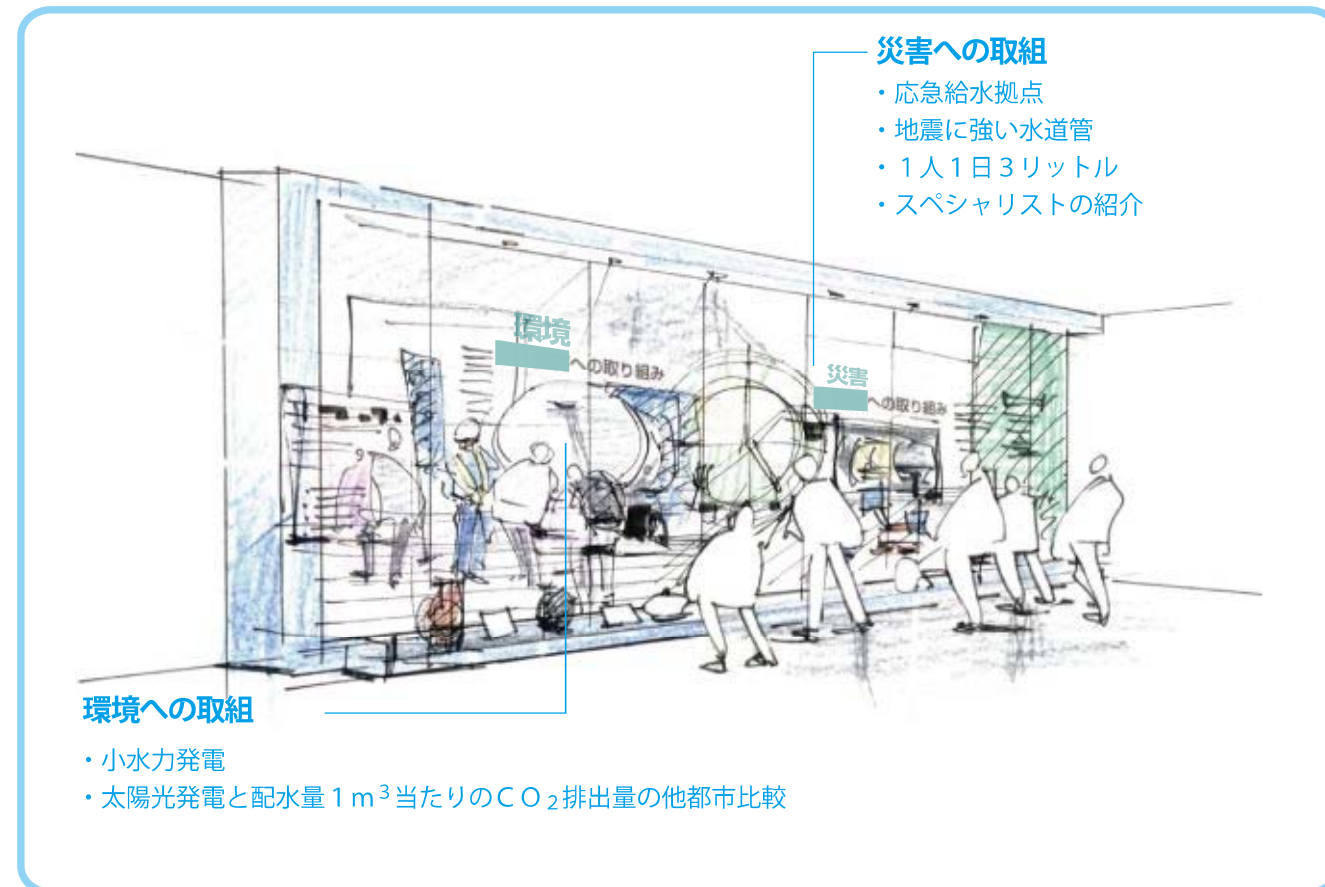 災害への取組
・応急給水拠点
・地震に強い水道管
・１人１日３リットル
・スペシャリストの紹介
環境
への取り組み
災害
への取り組み
環境への取組
・小水力発電
・太陽光発電と配水量１ｍ³当たりのＣＯ₂排出量の他都市比較